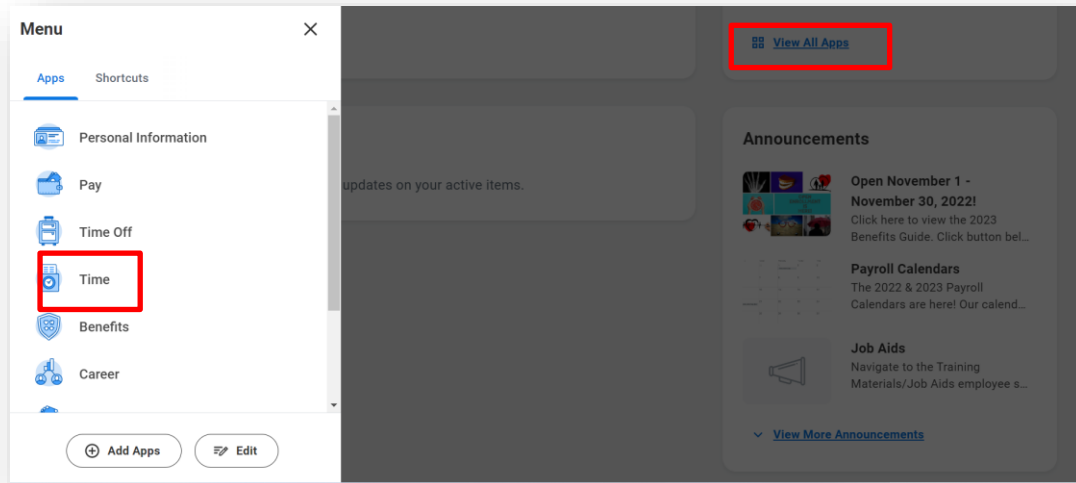 Menu
Apps
Shortcuts
Personal Information
Pay
Time Off
Time
Benefits
Career
Add Apps
Edit
updates on your active items.
View All Apps
Announcements
Open November 1 -
November 30, 2022!
Click here to view the 2023
Benefits Guide. Click button bel...
Payroll Calendars
The 2022 & 2023 Payroll
Calendars are here! Our calend...
Job Aids
Navigate to the Training
Materials/Job Aids employee s...
View More Announcements